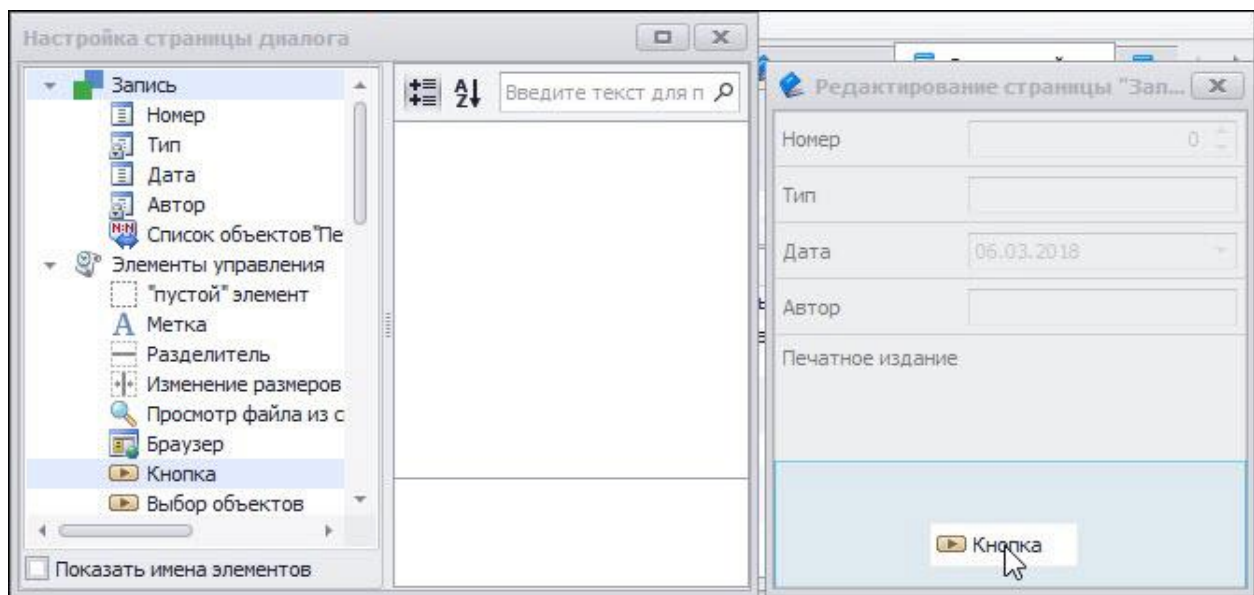 Настройка страницы диалога
Запись
Номер
Тип
Дата
Автор
N:N Список объектов"Пе
Элементы управления
"пустой" элемент
A Метка
Разделитель
Изменение размеров
Просмотр файла из с
Браузер
Кнопка
Выбор объектов
Показать имена элементов
Введите текст для п
Редактирование страницы "Зап...
Номер 0
Тип
Дата 06.03.2018
Автор
Печатное издание
Кнопка